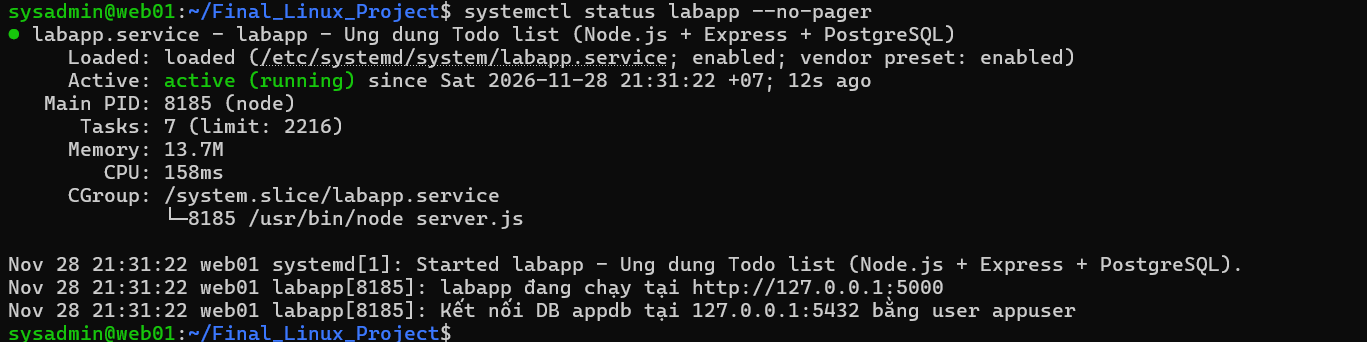 sysadmin@web01:~/Final_Linux_Project$ systemctl status labapp --no-pager
● labapp.service - labapp - Ung dung Todo list (Node.js + Express + PostgreSQL)
     Loaded: loaded (/etc/systemd/system/labapp.service; enabled; vendor preset: enabled)
     Active: active (running) since Sat 2026-11-28 21:31:22 +07; 12s ago
   Main PID: 8185 (node)
      Tasks: 7 (limit: 2216)
     Memory: 13.7M
        CPU: 158ms
     CGroup: /system.slice/labapp.service
             └─8185 /usr/bin/node server.js
Nov 28 21:31:22 web01 systemd[1]: Started labapp - Ung dung Todo list (Node.js + Express + PostgreSQL).
Nov 28 21:31:22 web01 labapp[8185]: labapp đang chạy tại http://127.0.0.1:5000
Nov 28 21:31:22 web01 labapp[8185]: Kết nối DB appdb tại 127.0.0.1:5432 bằng user appuser
sysadmin@web01:~/Final_Linux_Project$